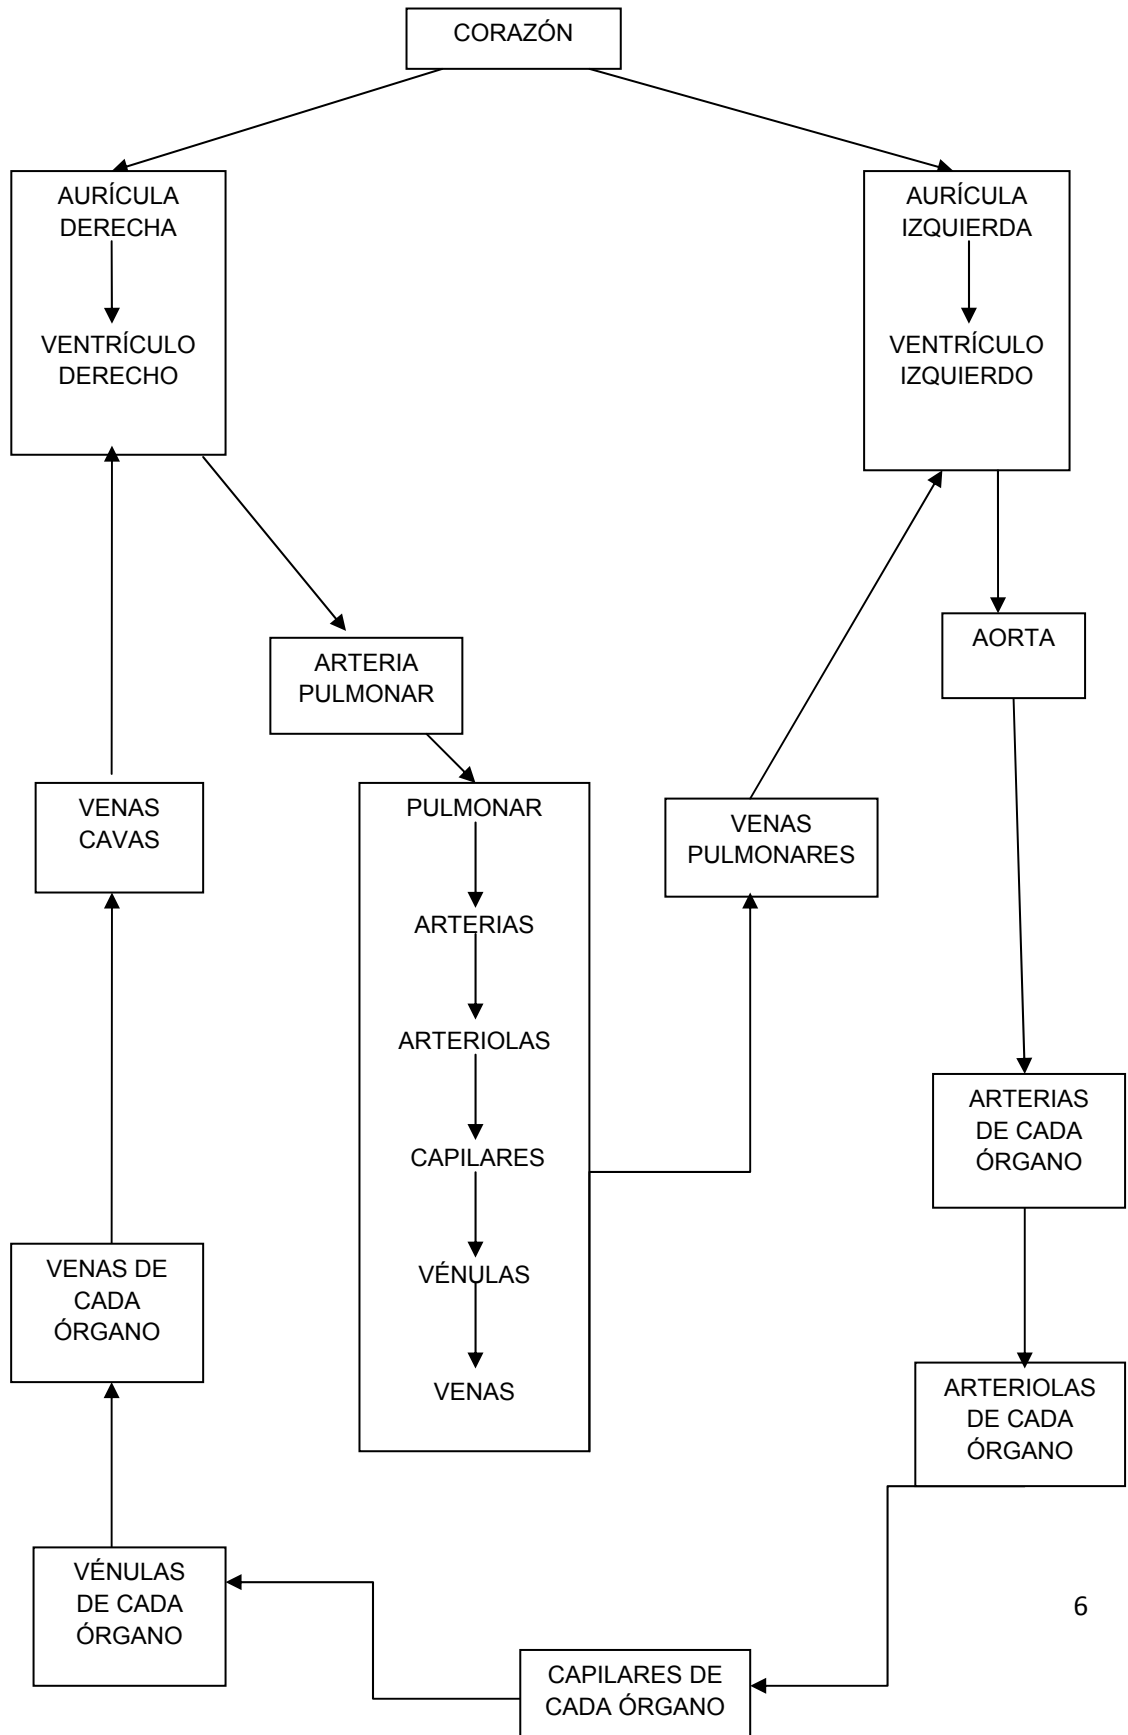 CORAZÓN
AURÍCULA
DERECHA
VENTRÍCULO
DERECHO
AURÍCULA
IZQUIERDA
VENTRÍCULO
IZQUIERDO
ARTERIA
PULMONAR
AORTA
VENAS
CAVAS
PULMONAR
ARTERIAS
ARTERIOLAS
CAPILARES
VÉNULAS
VENAS
VENAS
PULMONARES
ARTERIAS
DE CADA
ÓRGANO
VENAS DE
CADA
ÓRGANO
ARTERIOLAS
DE CADA
ÓRGANO
VÉNULAS
DE CADA
ÓRGANO
CAPILARES DE
CADA ÓRGANO
6